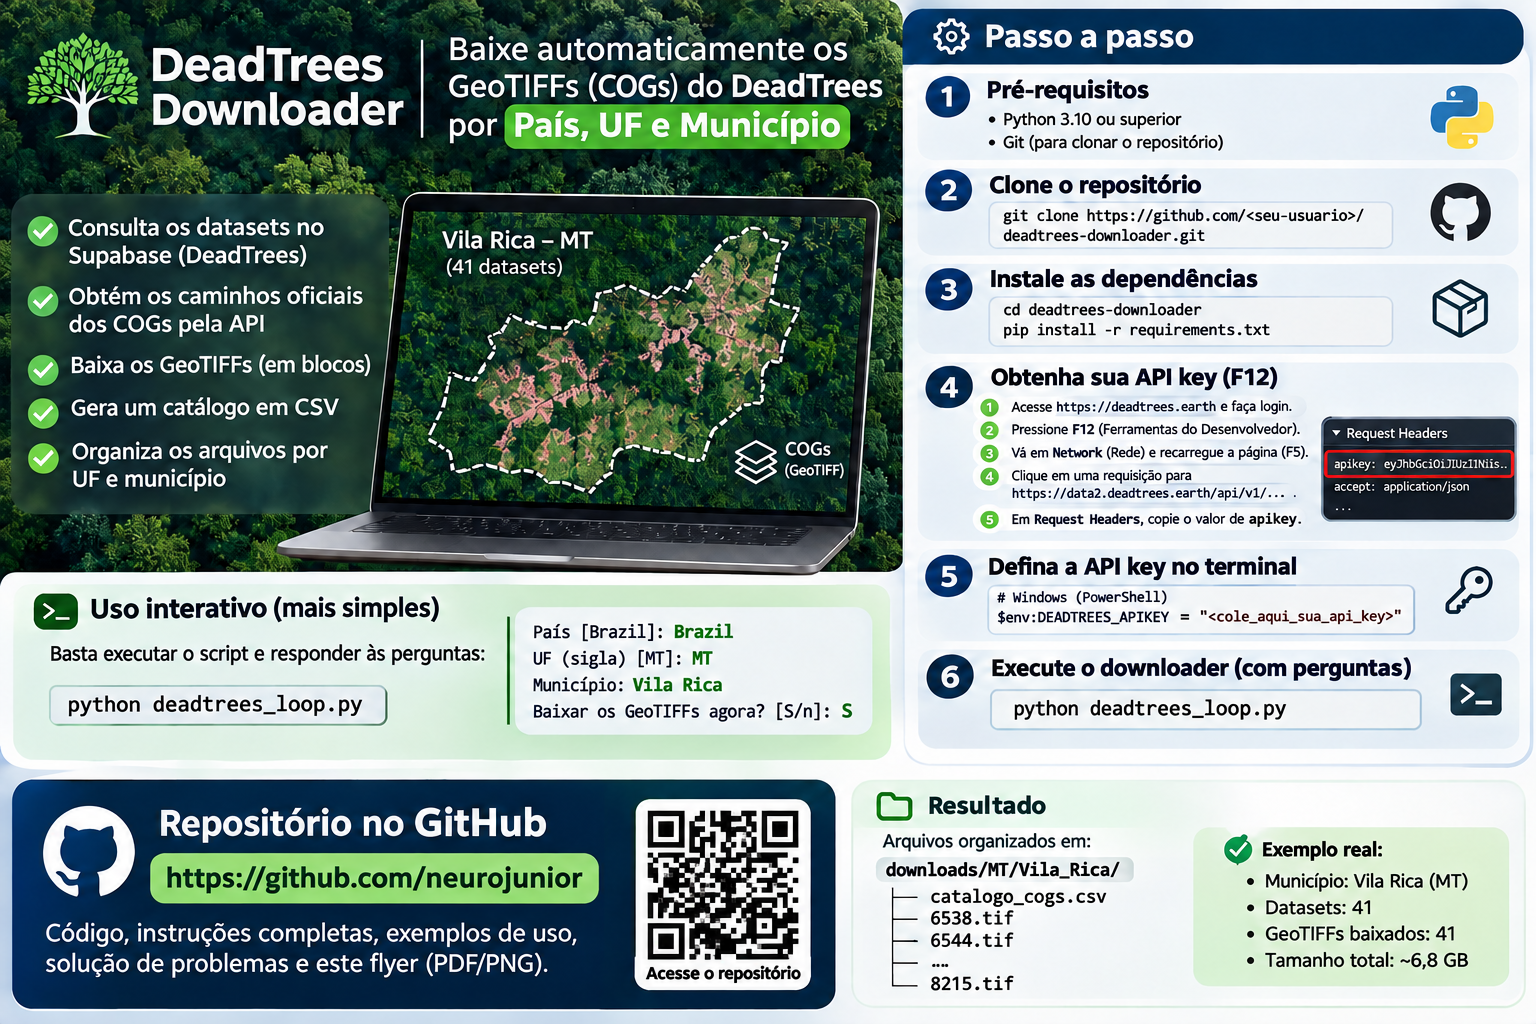 DeadTrees
Downloader
Baixe automaticamente os
GeoTIFFs (COGs) do DeadTrees
por País, UF e Município
Consulta os datasets no
Supabase (DeadTrees)
Obtém os caminhos oficiais
dos COGs pela API
Baixa os GeoTIFFs (em blocos)
Gera um catálogo em CSV
Organiza os arquivos por
UF e município
Vila Rica – MT
(41 datasets)
COGs
(GeoTIFF)
>_ Uso interativo (mais simples)
Basta executar o script e responder às perguntas:
python deadtrees_loop.py
País [Brazil]: Brazil
UF (sigla) [MT]: MT
Município: Vila Rica
Baixar os GeoTIFFs agora? [S/n]: S
Repositório no GitHub
https://github.com/neurojunior
Código, instruções completas, exemplos de uso,
solução de problemas e este flyer (PDF/PNG).
Acesse o repositório
Passo a passo
1 Pré-requisitos
• Python 3.10 ou superior
• Git (para clonar o repositório)
2 Clone o repositório
git clone https://github.com/<seu-usuario>/
deadtrees-downloader.git
3 Instale as dependências
cd deadtrees-downloader
pip install -r requirements.txt
4 Obtenha sua API key (F12)
1 Acesse https://deadtrees.earth e faça login.
2 Pressione F12 (Ferramentas do Desenvolvedor).
3 Vá em Network (Rede) e recarregue a página (F5).
4 Clique em uma requisição para
https://data2.deadtrees.earth/api/v1/... .
5 Em Request Headers, copie o valor de apikey.
▼ Request Headers
apikey:
accept: application/json
...
5 Defina a API key no terminal
# Windows (PowerShell)
$env:DEADTREES_APIKEY = "<cole_aqui_sua_api_key>"
6 Execute o downloader (com perguntas)
python deadtrees_loop.py
>_
Resultado
Arquivos organizados em:
downloads/MT/Vila_Rica/
catalogo_cogs.csv
6538.tif
6544.tif
....
8215.tif
Exemplo real:
• Município: Vila Rica (MT)
• Datasets: 41
• GeoTIFFs baixados: 41
• Tamanho total: ~6,8 GB